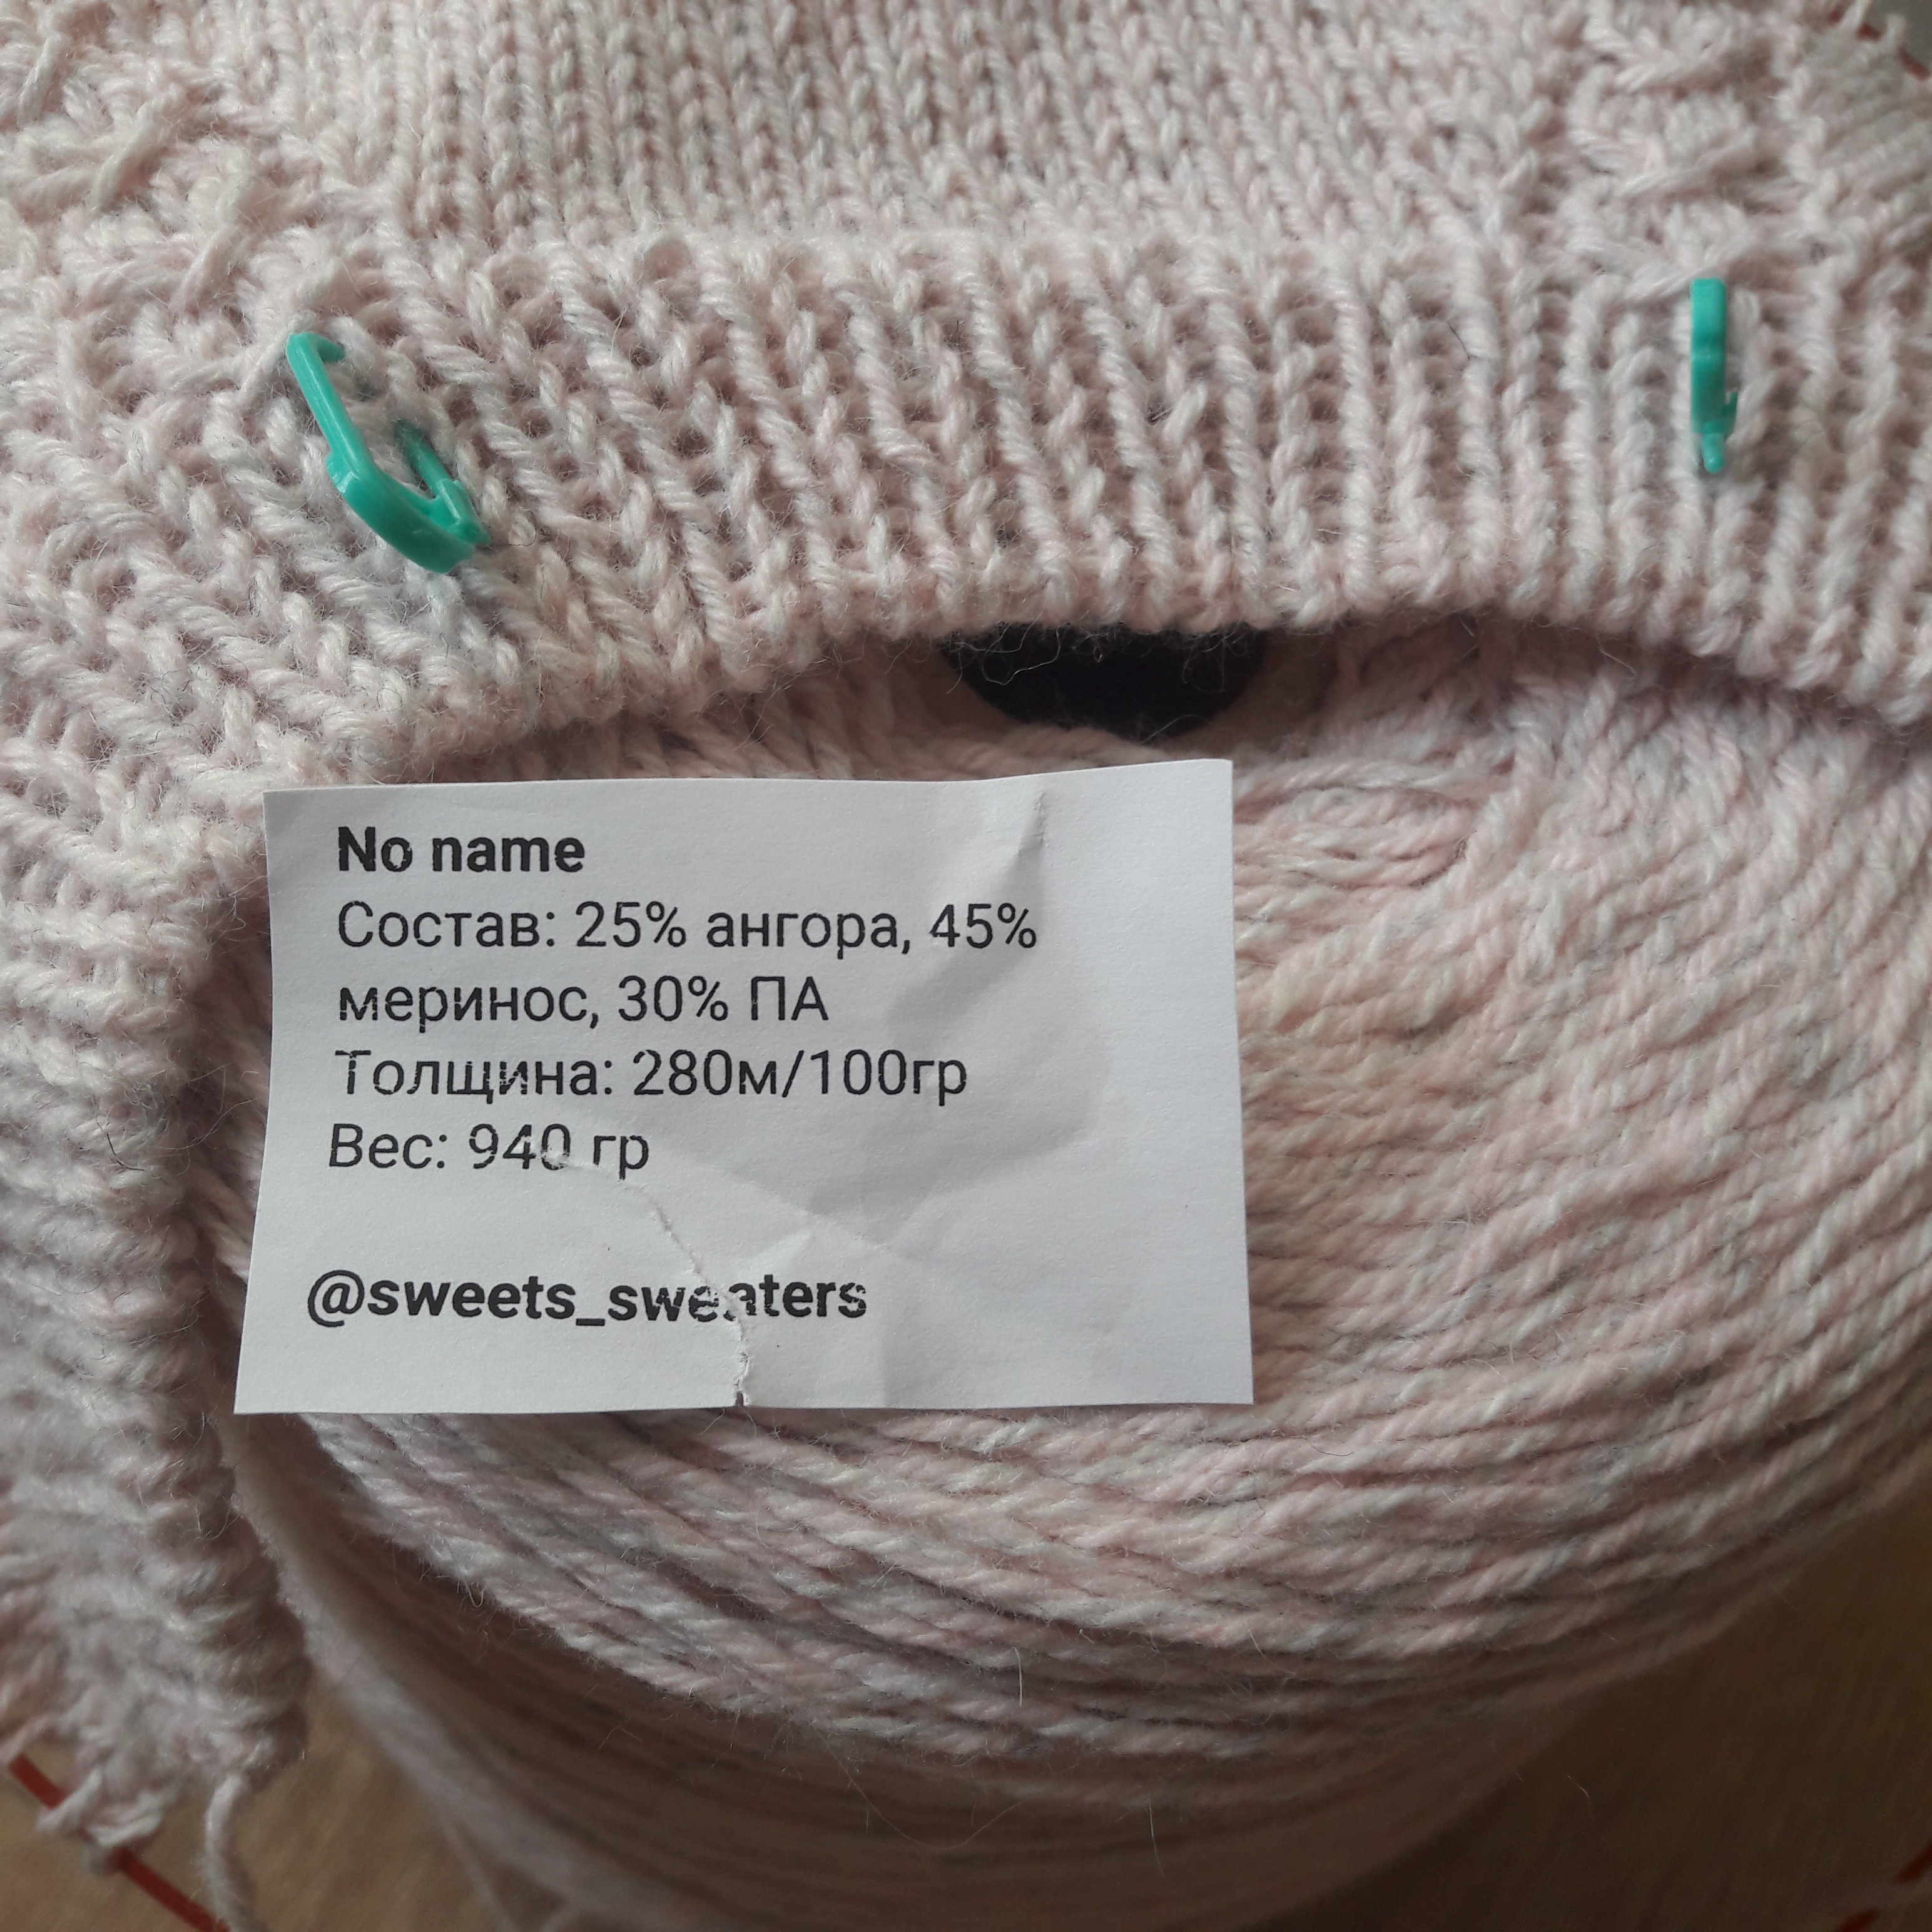 No name
Состав: 25% ангора, 45%
меринос, 30% ПА
Толщина: 280м/100гр
Вес: 940 гр
@sweets_sweaters